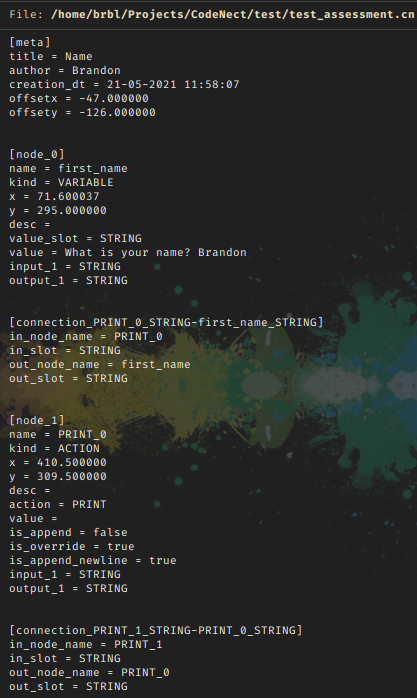 File: /home/brbl/Projects/CodeNect/test/test_assessment.cn
[meta]
title = Name
author = Brandon
creation_dt = 21-05-2021 11:58:07
offsetx = -47.000000
offsety = -126.000000
[node_0]
name = first_name
kind = VARIABLE
x = 71.600037
y = 295.000000
desc =
value_slot = STRING
value = What is your name? Brandon
input_1 = STRING
output_1 = STRING
[connection_PRINT_0_STRING-first_name_STRING]
in_node_name = PRINT_0
in_slot = STRING
out_node_name = first_name
out_slot = STRING
[node_1]
name = PRINT_0
kind = ACTION
x = 410.500000
y = 309.500000
desc =
action = PRINT
value =
is_append = false
is_override = true
is_append_newline = true
input_1 = STRING
output_1 = STRING
[connection_PRINT_1_STRING-PRINT_0_STRING]
in_node_name = PRINT_1
in_slot = STRING
out_node_name = PRINT_0
out_slot = STRING